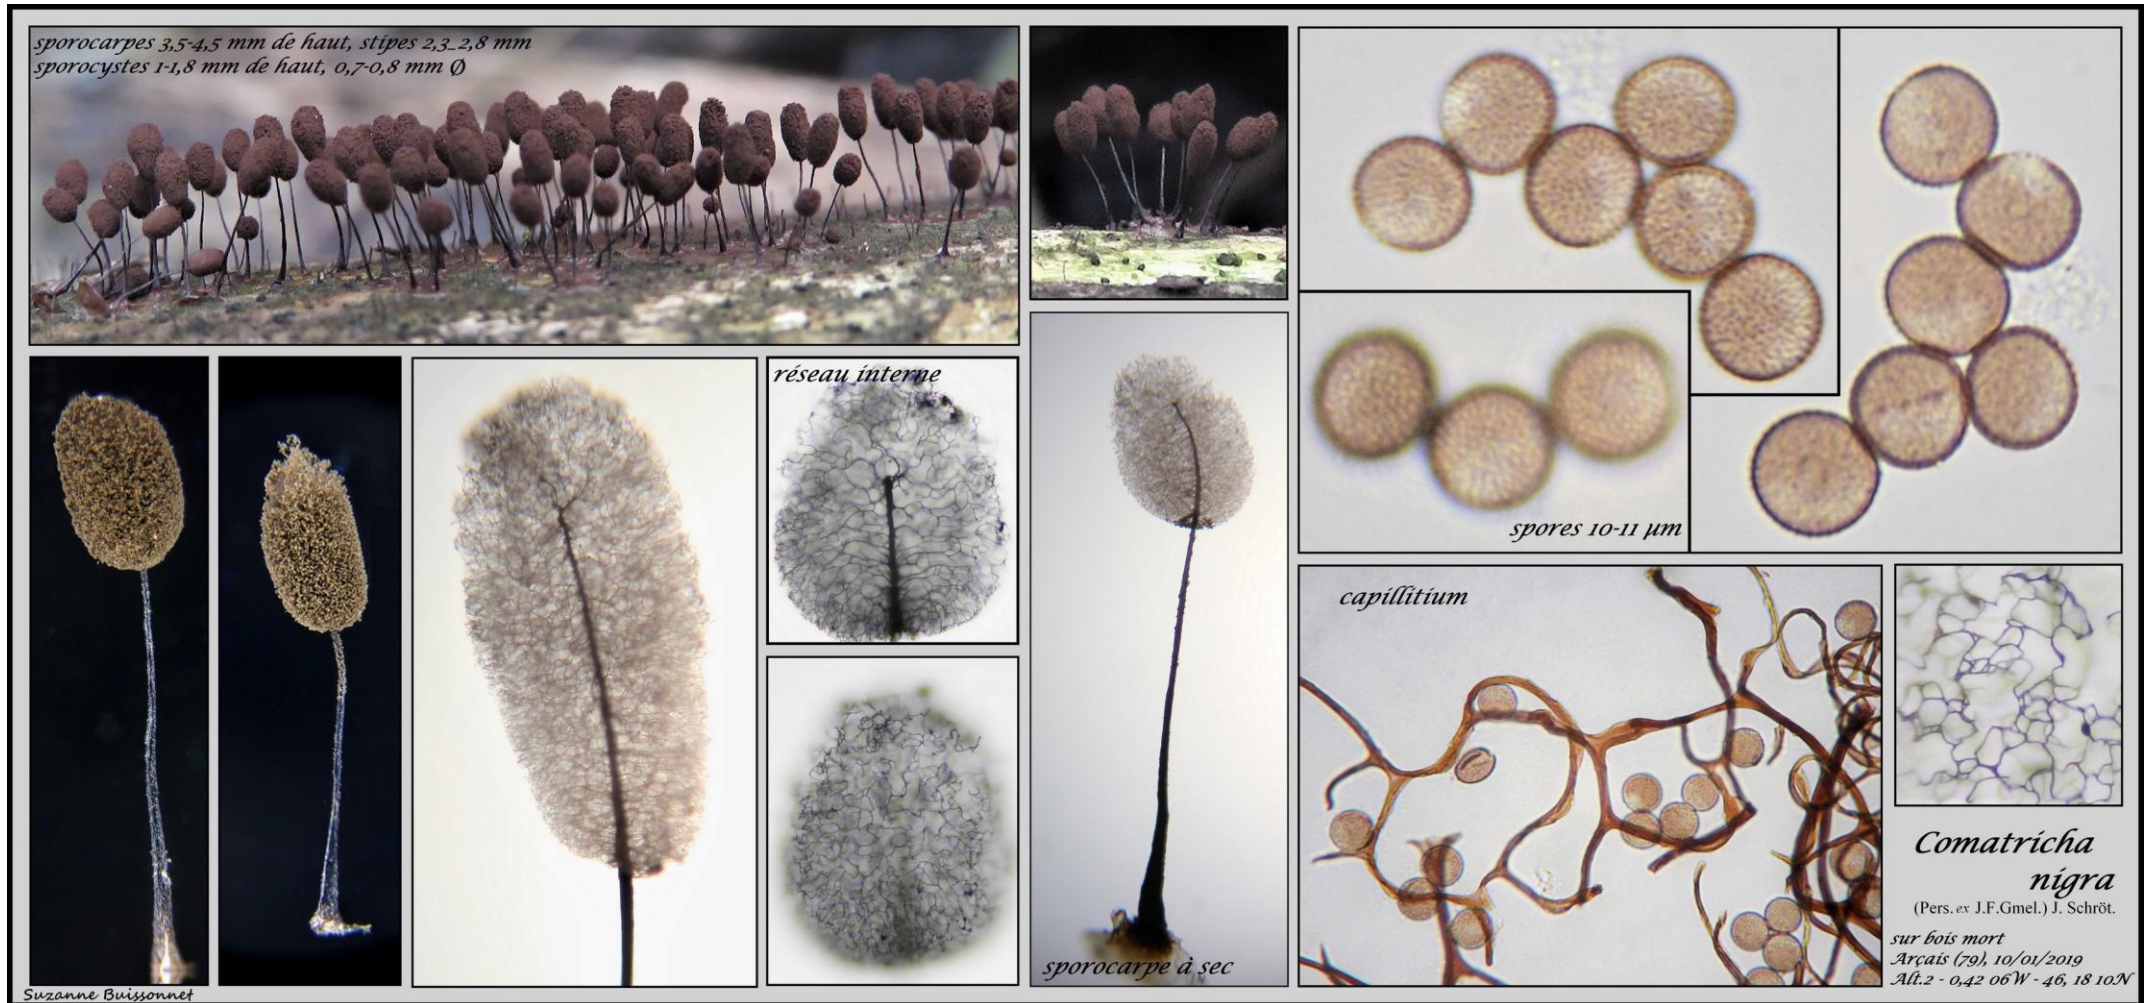 sporocarpes 3,5-4,5 mm de haut, stipes 2,3_2,8 mm
sporocystes 1-1,8 mm de haut, 0,7-0,8 mm Ø
réseau interne
sporocarpe à sec
spores 10-11 µm
capillitium
Comatricha
nigra
(Pers. ex J.F.Gmel.) J. Schröt.
sur bois mort
Arçais (79), 10/01/2019
Alt.2 - 0,42 06W - 46, 18 10N
Suzanne Buissonnet